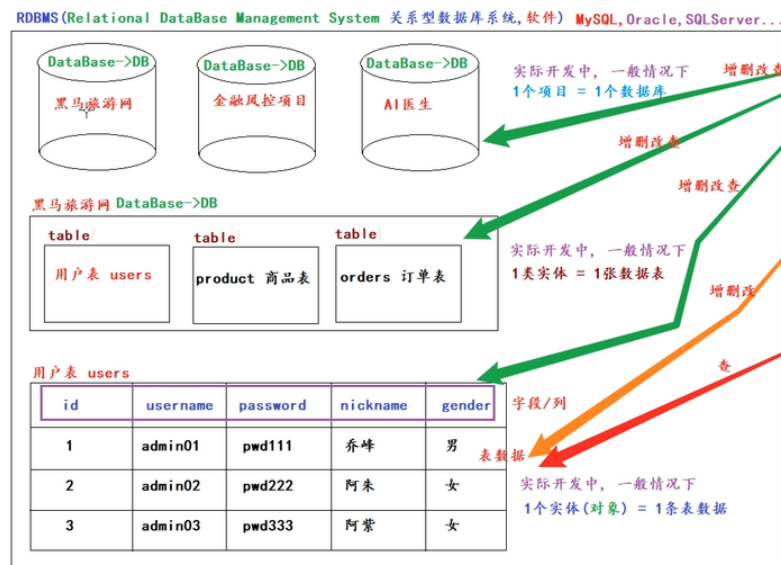 RDBMS(Relational DataBase Management System 关系型数据库系统,软件) MySQL,Oracle,SQLServer...
DataBase->DB
黑马旅游网
DataBase->DB
金融风控项目
DataBase->DB
AI医生
实际开发中, 一般情况下
1个项目 = 1个数据库
增删改查
增删改查
增删改查
黑马旅游网 DataBase->DB
table
用户表 users
table
product 商品表
table
orders 订单表
实际开发中, 一般情况下
1类实体 = 1张数据表
增删改
查
用户表 users
id username password nickname gender
字段/列
1 admin01 pwd111 乔峰 男
表数据
2 admin02 pwd222 阿朱 女
3 admin03 pwd333 阿紫 女
实际开发中, 一般情况下
1个实体(对象) = 1条表数据